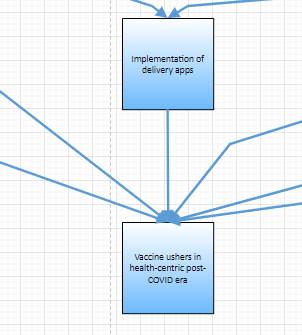 Implementation of
delivery apps
Vaccine ushers in
health-centric post-
COVID era